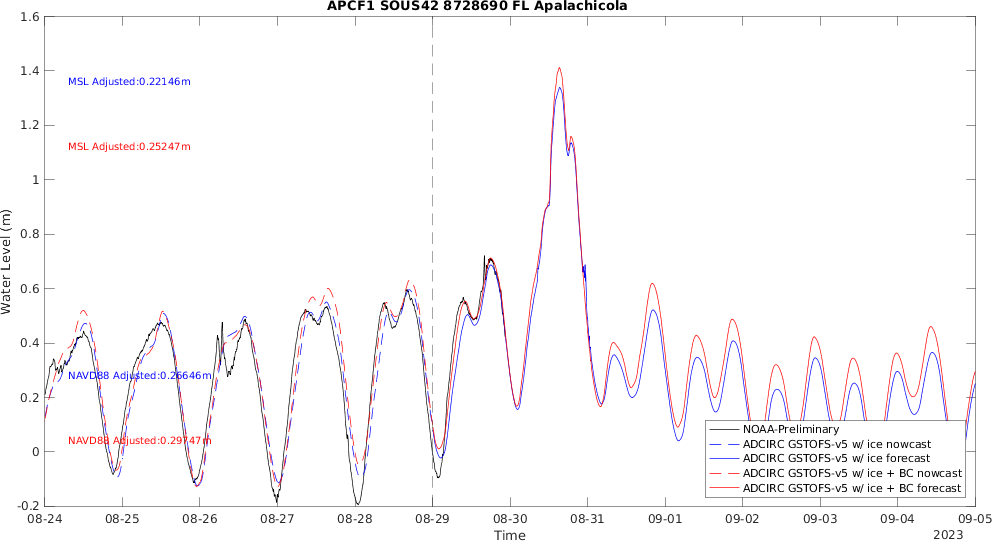 APCF1 SOUS42 8728690 FL Apalachicola
Water Level (m)
1.6
1.4
1.2
1
0.8
0.6
0.4
0.2
0
-0.2
MSL Adjusted:0.22146m
MSL Adjusted:0.25247m
NAVD88 Adjusted:0.26646m
NAVD88 Adjusted:0.29747m
NOAA-Preliminary
ADCIRC GSTOFS-v5 w/ ice nowcast
ADCIRC GSTOFS-v5 w/ ice forecast
ADCIRC GSTOFS-v5 w/ ice + BC nowcast
ADCIRC GSTOFS-v5 w/ ice + BC forecast
08-24 08-25 08-26 08-27 08-28 08-29 08-30 08-31 09-01 09-02 09-03 09-04 09-05
Time
2023